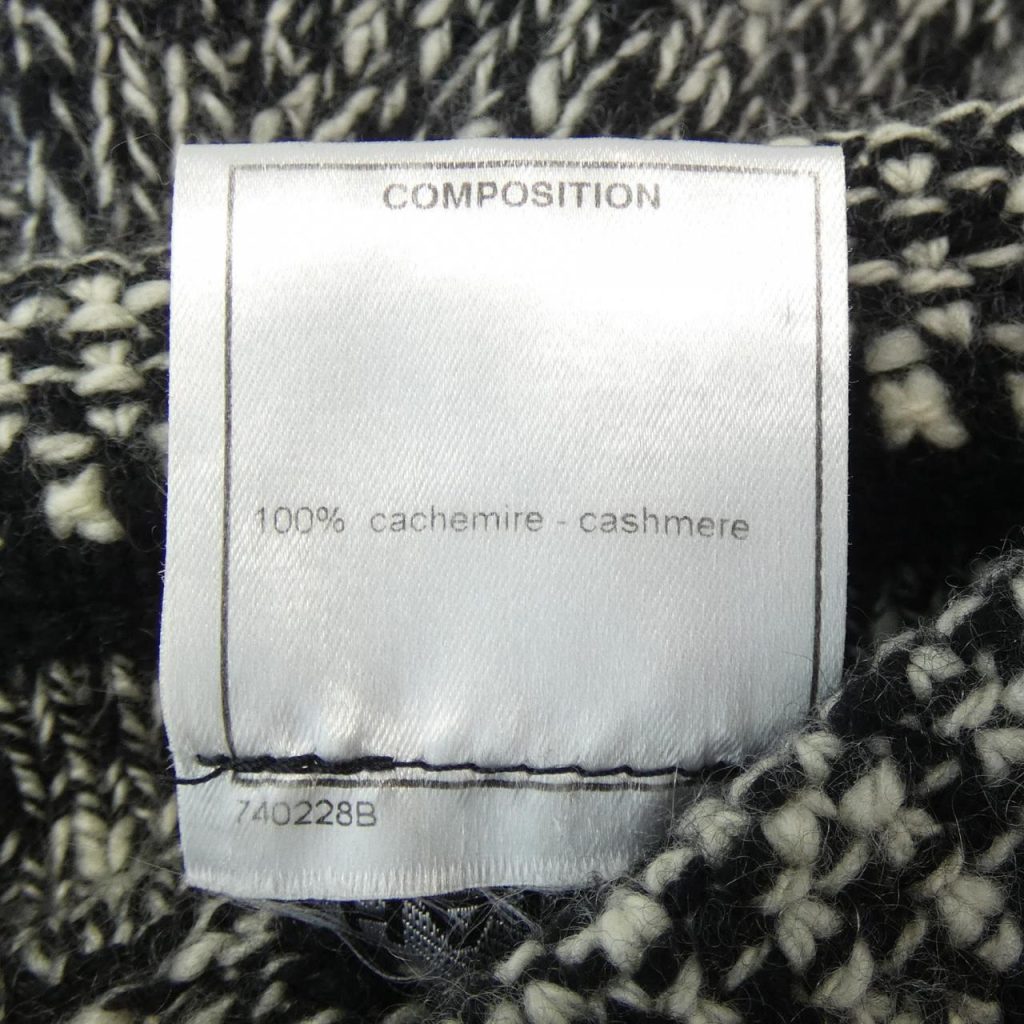 COMPOSITION
100% cachemire - cashmere
740228B